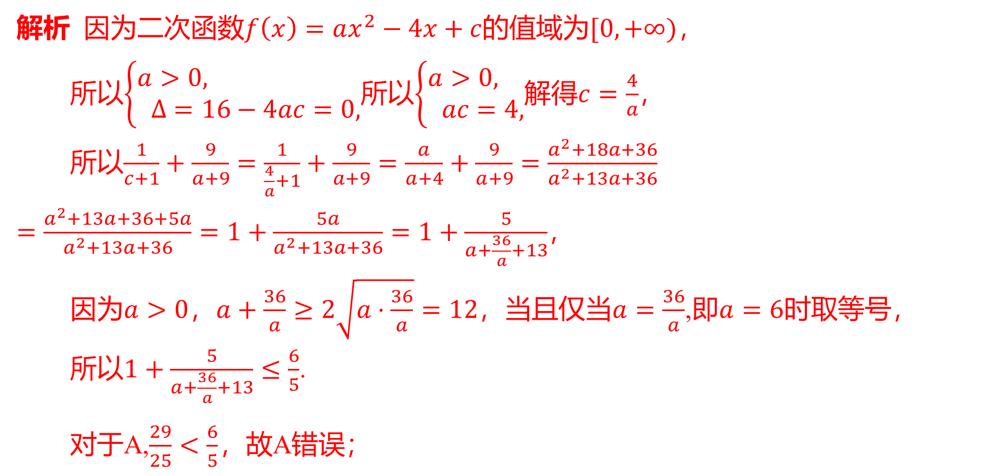 解析 因为二次函数$f(x)=ax^2-4x+c$的值域为$[0,+\infty)$,
所以$\begin{cases}a>0,\\ \Delta=16-4ac=0,\end{cases}$所以$\begin{cases}a>0,\\ ac=4,\end{cases}$解得$c=\frac{4}{a}$,
所以$\frac{1}{c+1}+\frac{9}{a+9}=\frac{1}{\frac{4}{a}+1}+\frac{9}{a+9}=\frac{a}{a+4}+\frac{9}{a+9}=\frac{a^2+18a+36}{a^2+13a+36}$
$=\frac{a^2+13a+36+5a}{a^2+13a+36}=1+\frac{5a}{a^2+13a+36}=1+\frac{5}{a+\frac{36}{a}+13}$,
因为$a>0$,$a+\frac{36}{a}\geq 2\sqrt{a\cdot\frac{36}{a}}=12$,当且仅当$a=\frac{36}{a}$,即$a=6$时取等号,
所以$1+\frac{5}{a+\frac{36}{a}+13}\leq\frac{6}{5}$.
对于A,$\frac{29}{25}<\frac{6}{5}$,故A错误;